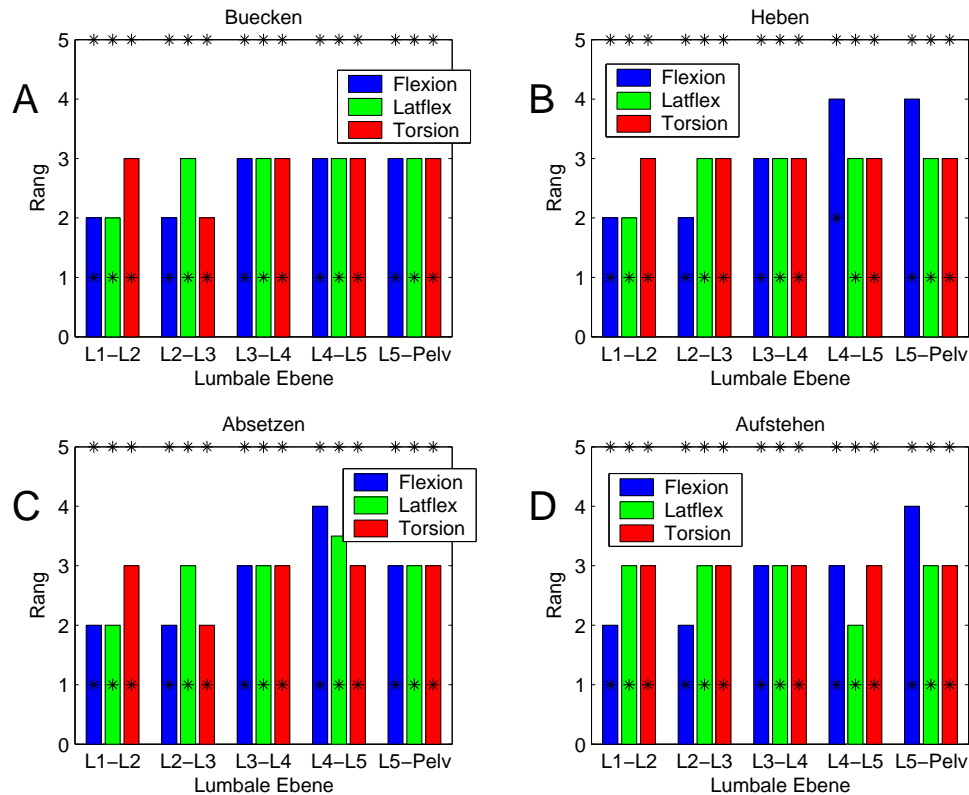 Buecken
A
5
4
3
2
1
0
Rang
Flexion
Latflex
Torsion
L1−L2 L2−L3 L3−L4 L4−L5 L5−Pelv
Lumbale Ebene
Heben
B
5
4
3
2
1
0
Rang
Flexion
Latflex
Torsion
L1−L2 L2−L3 L3−L4 L4−L5 L5−Pelv
Lumbale Ebene
Absetzen
C
5
4
3
2
1
0
Rang
Flexion
Latflex
Torsion
L1−L2 L2−L3 L3−L4 L4−L5 L5−Pelv
Lumbale Ebene
Aufstehen
D
5
4
3
2
1
0
Rang
Flexion
Latflex
Torsion
L1−L2 L2−L3 L3−L4 L4−L5 L5−Pelv
Lumbale Ebene